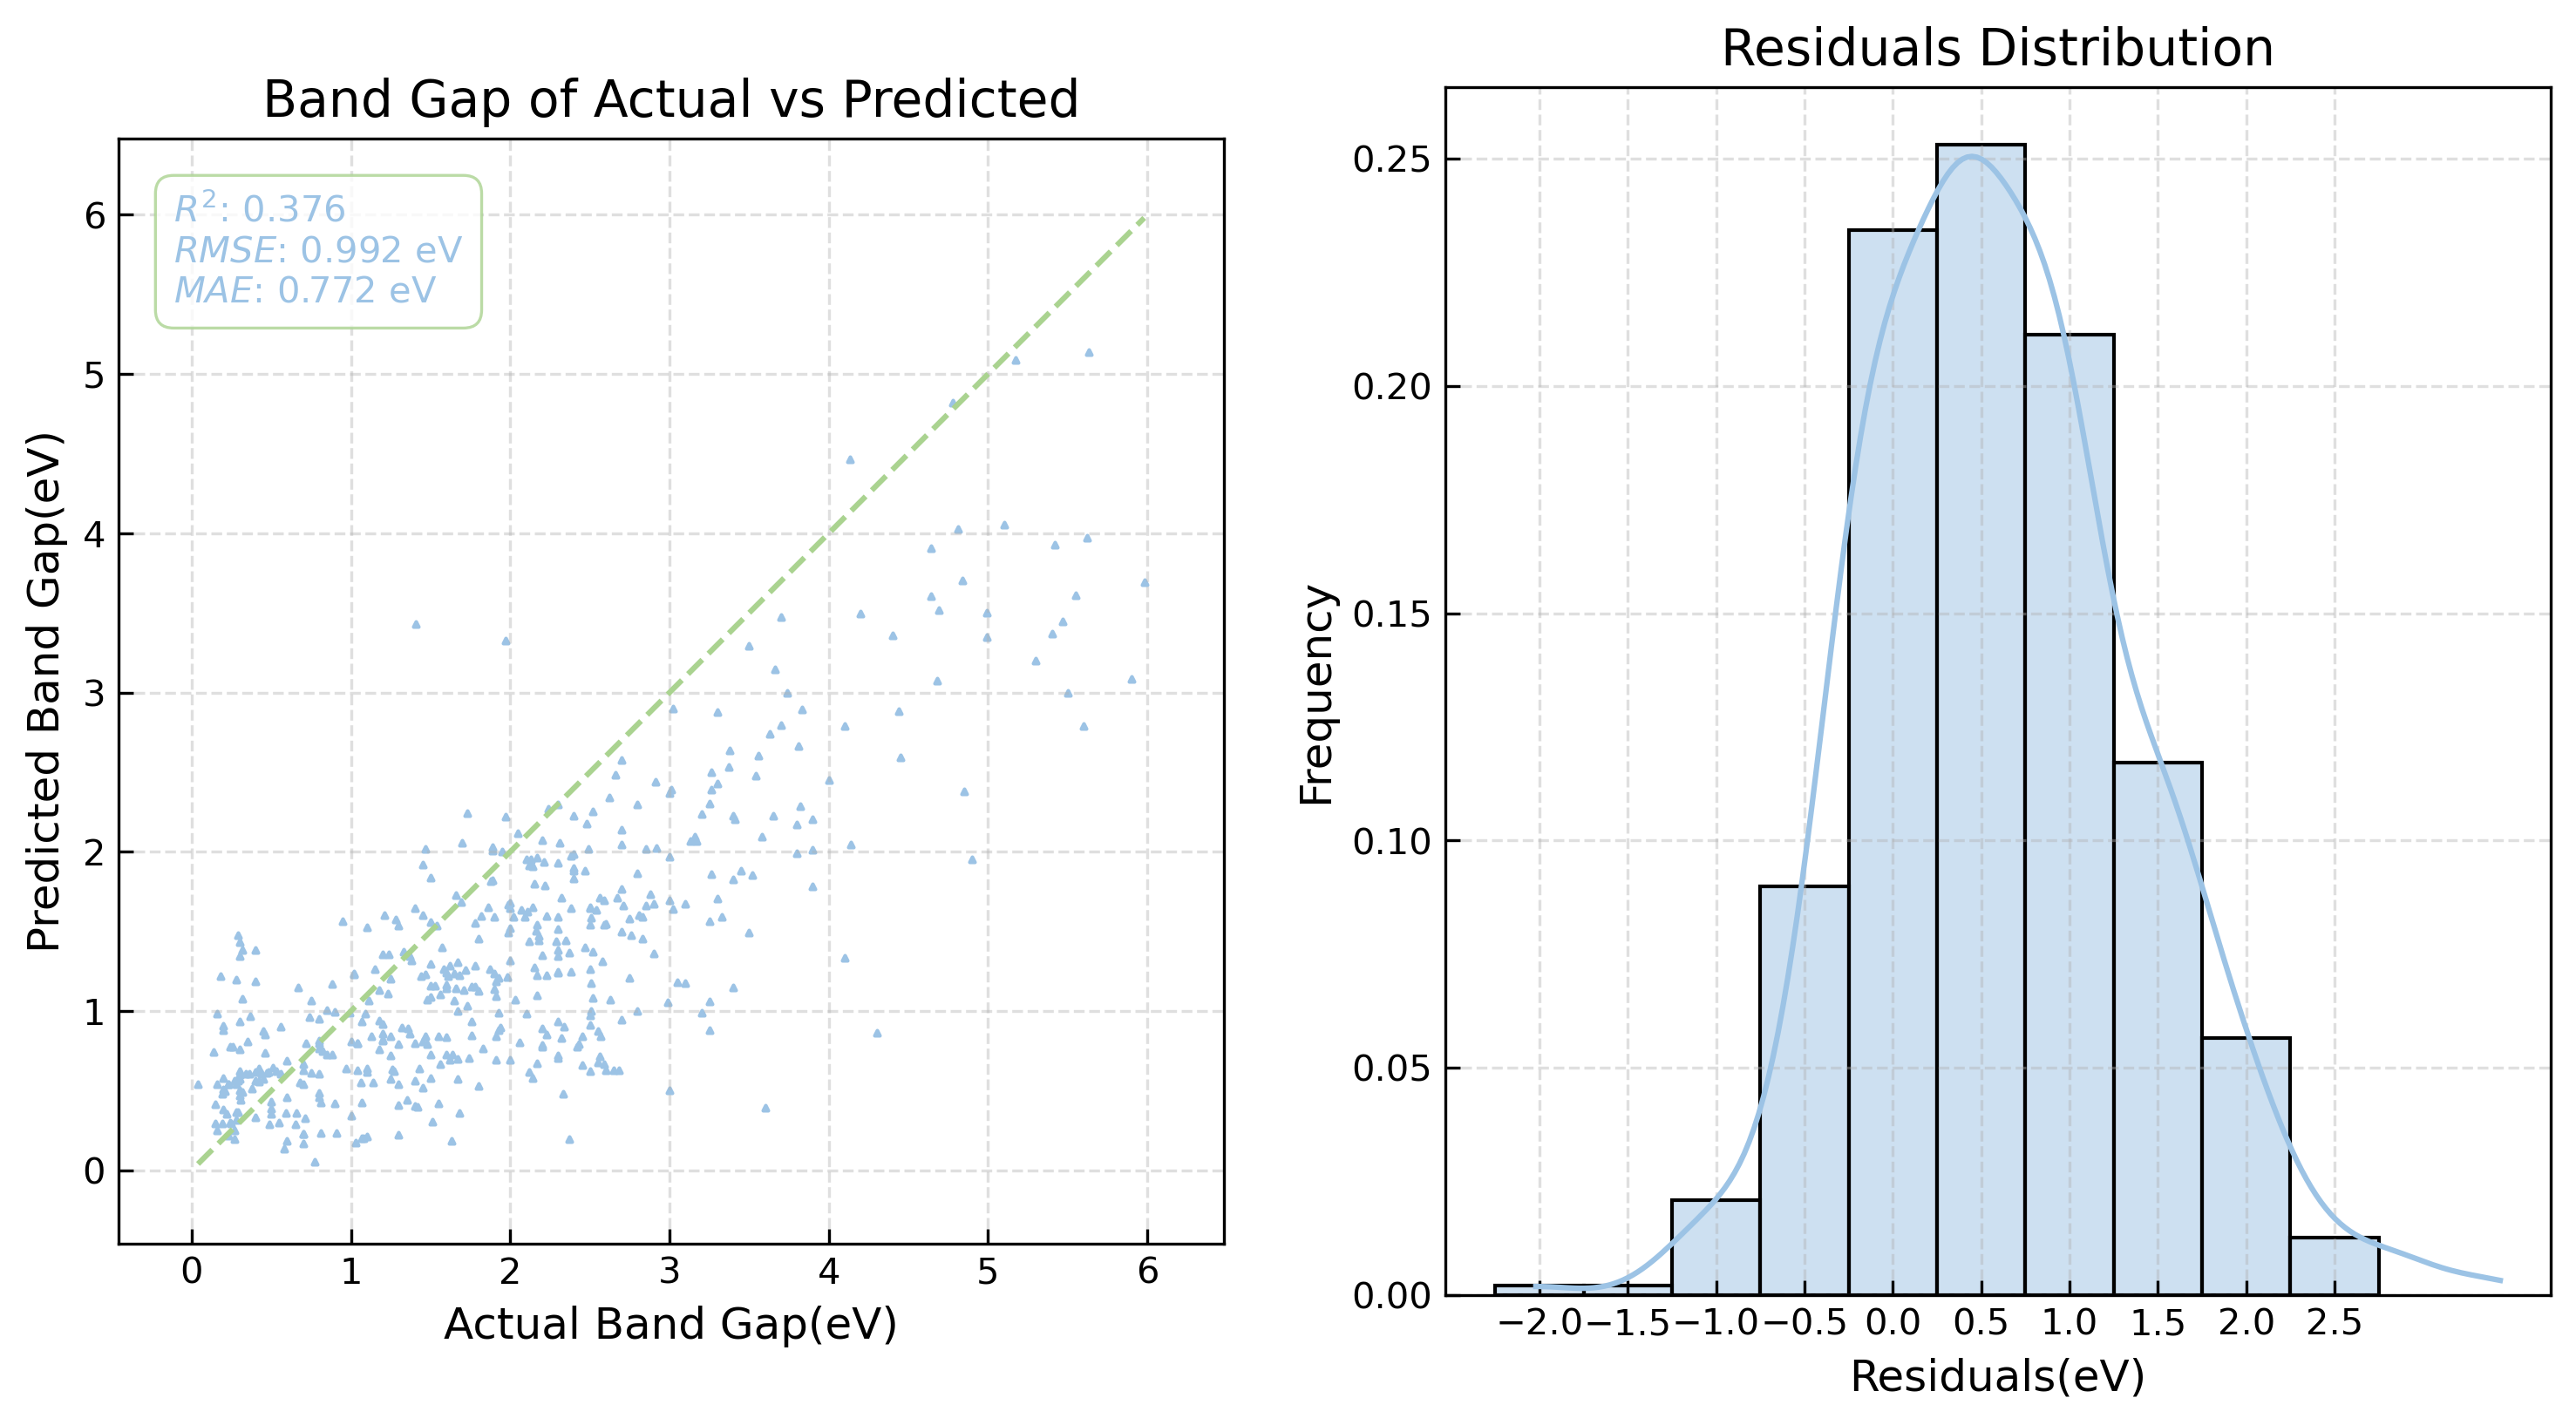 Band Gap of Actual vs Predicted
R²: 0.376
RMSE: 0.992 eV
MAE: 0.772 eV
6
5
4
3
2
1
0
Predicted Band Gap(eV)
0 1 2 3 4 5 6
Actual Band Gap(eV)
Residuals Distribution
0.25
0.20
0.15
0.10
0.05
0.00
Frequency
−2.0 −1.5 −1.0 −0.5 0.0 0.5 1.0 1.5 2.0 2.5
Residuals(eV)